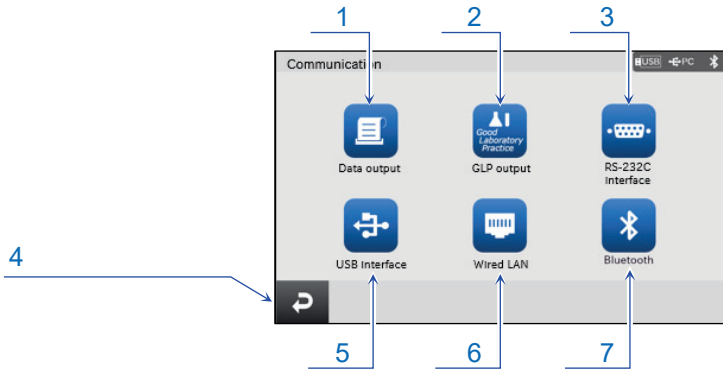 1 2 3
Communication
USB PC
Good
Laboratory
Practice
Data output GLP output RS-232C
Interface
4
USB Interface Wired LAN Bluetooth
5 6 7